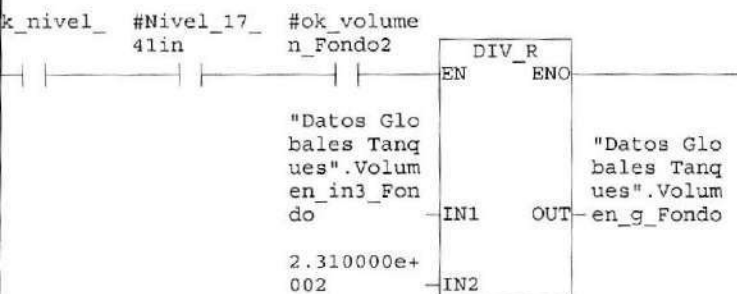 k_nivel_ #Nivel_17_ #ok_volume
41in n_Fondo2
DIV_R
EN ENO
"Datos Glo
bales Tanq
ues".Volum
en_in3_Fon
do
IN1
"Datos Glo
bales Tanq
ues".Volum
en_g_Fondo
OUT
2.310000e+
002
IN2